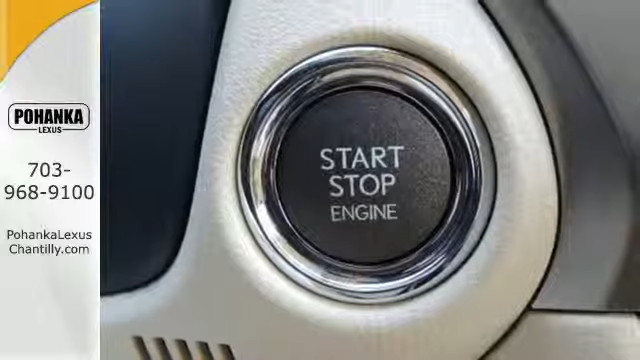 POHANKA
LEXUS
703-
968-9100
PohankaLexus
Chantilly.com
START
STOP
ENGINE